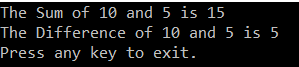 The Sum of 10 and 5 is 15
The Difference of 10 and 5 is 5
Press any key to exit.